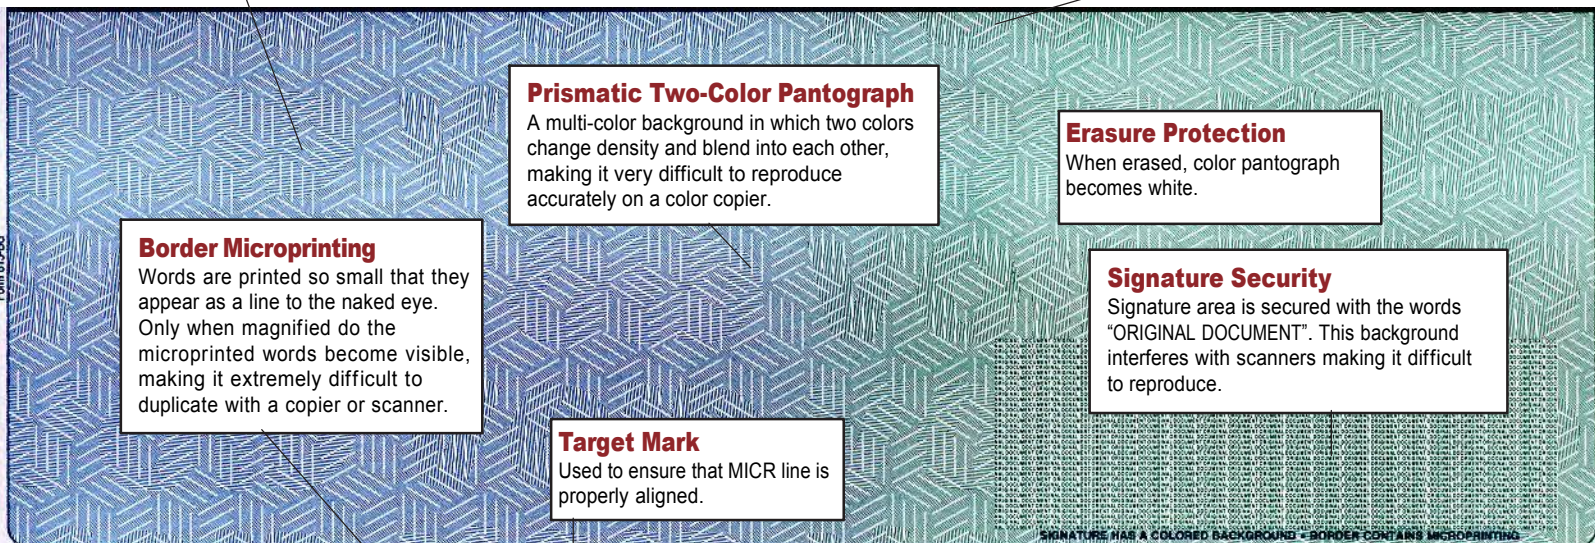 Prismatic Two-Color Pantograph
A multi-color background in which two colors
change density and blend into each other,
making it very difficult to reproduce
accurately on a color copier.
Erasure Protection
When erased, color pantograph
becomes white.
Border Microprinting
Words are printed so small that they
appear as a line to the naked eye.
Only when magnified do the
microprinted words become visible,
making it extremely difficult to
duplicate with a copier or scanner.
Signature Security
Signature area is secured with the words
“ORIGINAL DOCUMENT”. This background
interferes with scanners making it difficult
to reproduce.
Target Mark
Used to ensure that MICR line is
properly aligned.
SIGNATURE HAS A COLORED BACKGROUND • BORDER CONTAINS MICROPRINTING